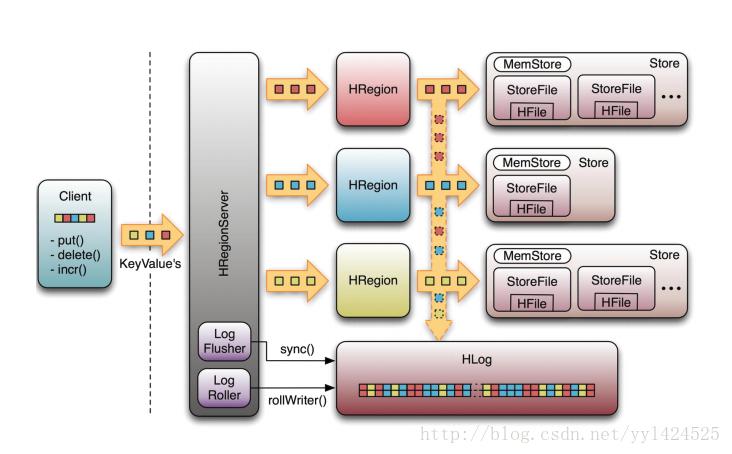 Client
- put()
- delete()
- incr()
KeyValue's
HRegionServer
Log
Flusher
Log
Roller
sync()
rollWriter()
HRegion
MemStore
Store
StoreFile
HFile
StoreFile
HFile
...
HRegion
MemStore
Store
StoreFile
HFile
HRegion
MemStore
Store
StoreFile
HFile
StoreFile
HFile
...
HLog
http://blog.csdn.net/yyl424525